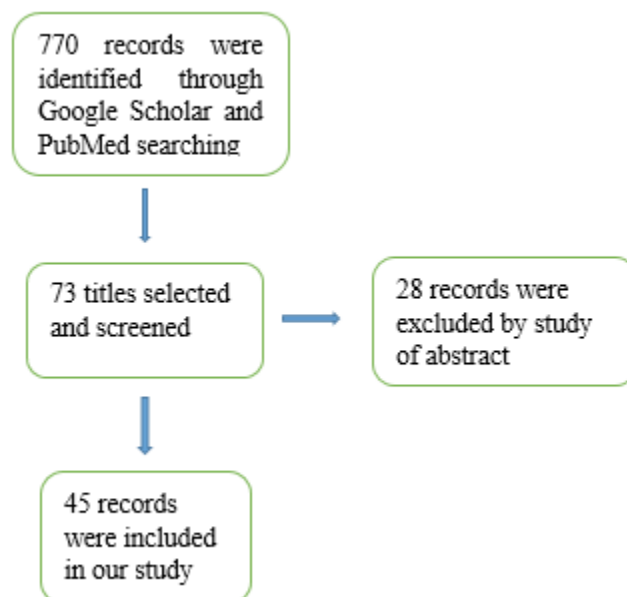 770 records were
identified through
Google Scholar and
PubMed searching
73 titles selected
and screened
28 records were
excluded by study
of abstract
45 records
were included
in our study